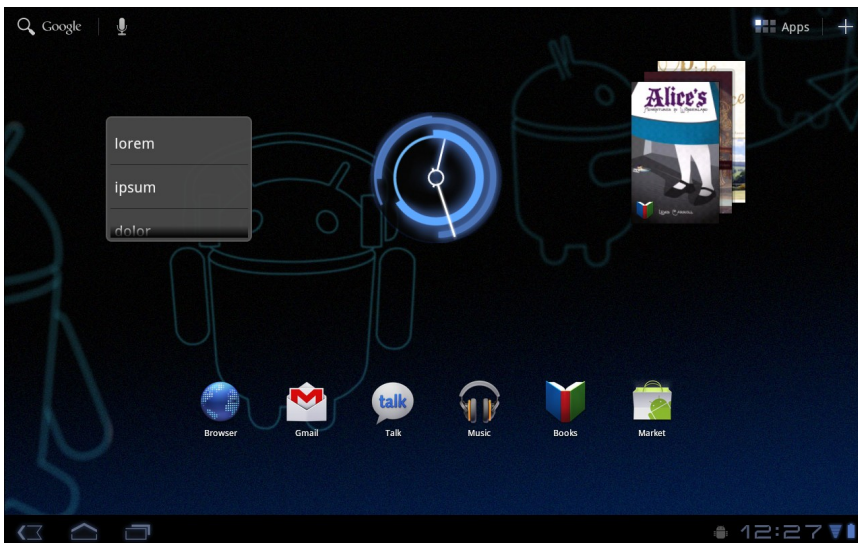 Google
Apps
lorem
ipsum
dolor
Alice's
talk
Browser
Gmail
Talk
Music
Books
Market
12:27